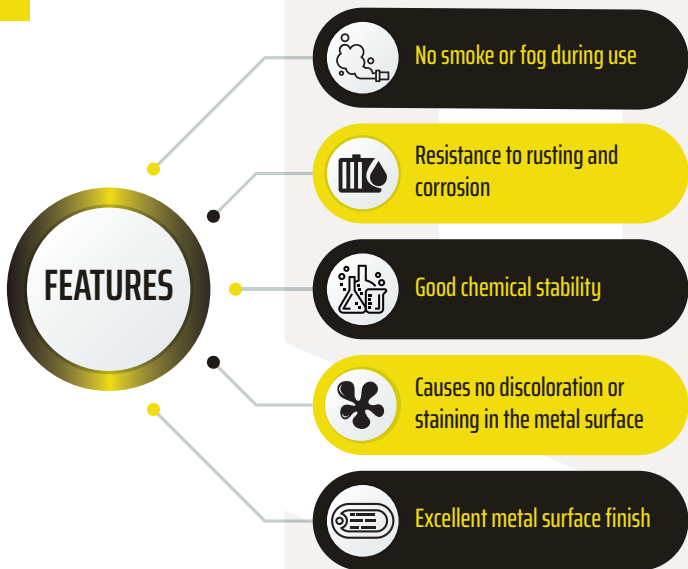 FEATURES
No smoke or fog during use
Resistance to rusting and
corrosion
Good chemical stability
Causes no discoloration or
staining in the metal surface
Excellent metal surface finish